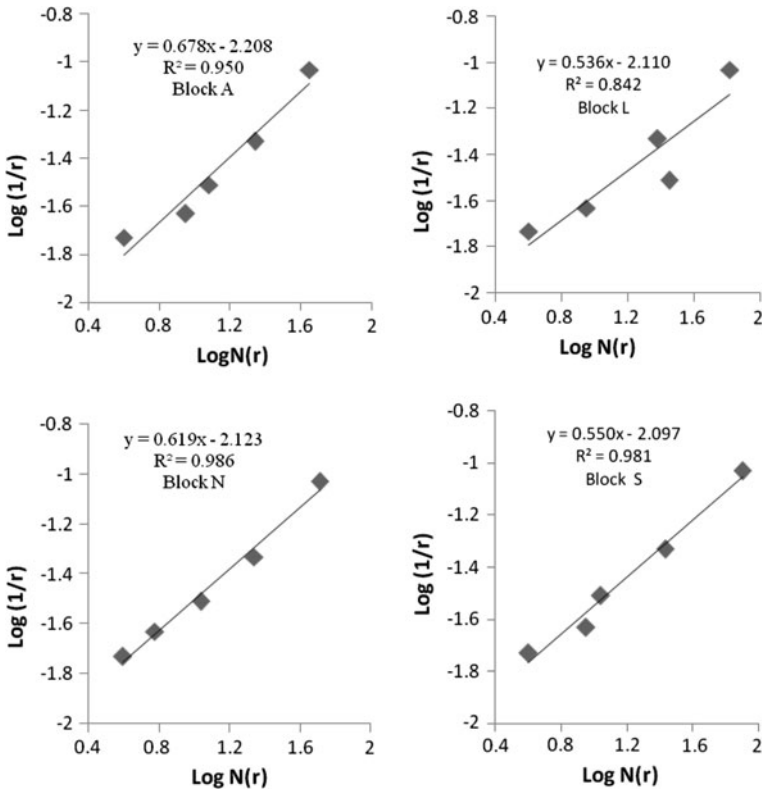 -0.8
-1
-1.2
-1.4
-1.6
-1.8
-2
y = 0.678x - 2.208
R² = 0.950
Block A
Log (1/r)
0.4 0.8 1.2 1.6 2
LogN(r)
-0.8
-1
-1.2
-1.4
-1.6
-1.8
-2
y = 0.536x - 2.110
R² = 0.842
Block L
Log (1/r)
0.4 0.8 1.2 1.6 2
Log N(r)
-0.8
-1
-1.2
-1.4
-1.6
-1.8
-2
y = 0.619x - 2.123
R² = 0.986
Block N
Log (1/r)
0.4 0.8 1.2 1.6 2
Log N(r)
-0.8
-1
-1.2
-1.4
-1.6
-1.8
-2
y = 0.550x - 2.097
R² = 0.981
Block S
Log (1/r)
0.4 0.8 1.2 1.6 2
Log N(r)